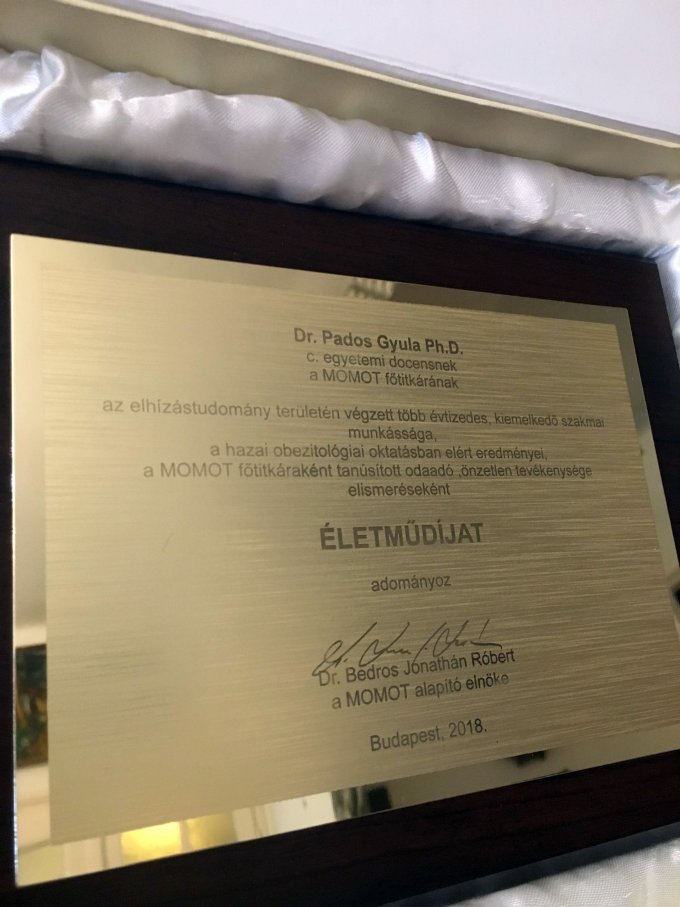 Dr. Pados Gyula Ph.D.
c. egyetemi docensnek
a MOMOT főtitkárának
az elhízástudomány területén végzett több évtizedes, kiemelkedő szakmai
munkássága,
a hazai obezitológiai oktatásban elért eredményei,
a MOMOT főtitkáraként tanúsított odaadó ,önzetlen tevékenysége
elismeréseként
ÉLETMŰDÍJAT
adományoz
Dr. Bedros Jonathán Róbert
a MOMOT alapító elnöke
Budapest, 2018.